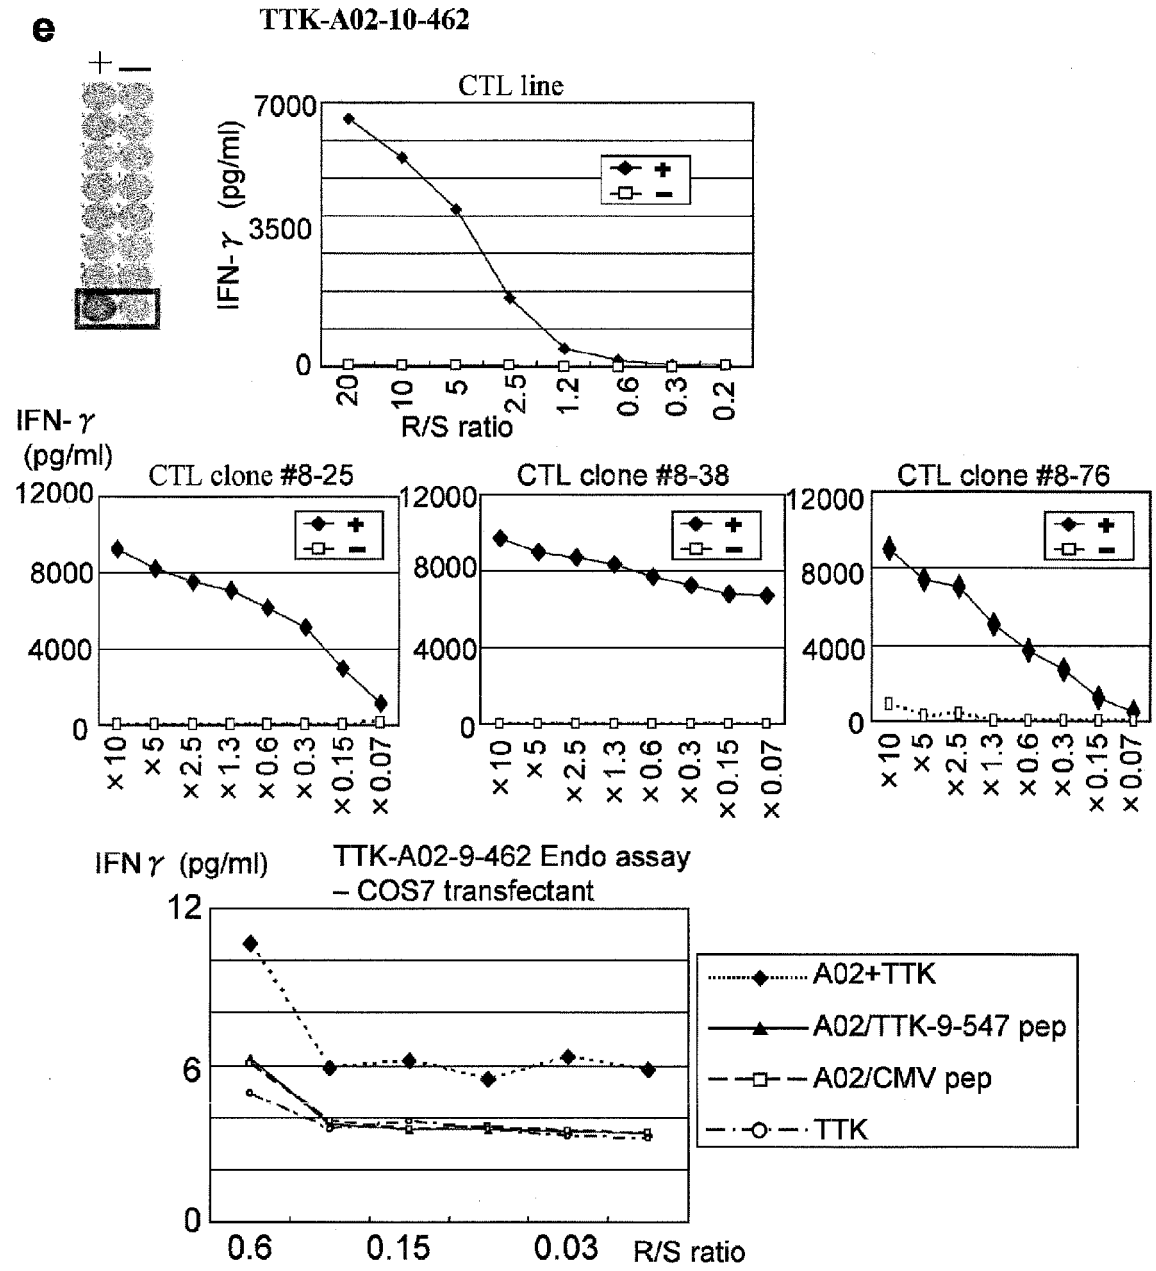 e
TTK-A02-10-462
+ −
CTL line
IFN-γ (pg/ml)
7000
3500
0
+
−
20 10 5 2.5 1.2 0.6 0.3 0.2
R/S ratio
IFN-γ
(pg/ml)
CTL clone #8-25
12000
8000
4000
0
+
−
×10 ×5 ×2.5 ×1.3 ×0.6 ×0.3 ×0.15 ×0.07
CTL clone #8-38
12000
8000
4000
0
+
−
×10 ×5 ×2.5 ×1.3 ×0.6 ×0.3 ×0.15 ×0.07
CTL clone #8-76
12000
8000
4000
0
+
−
×10 ×5 ×2.5 ×1.3 ×0.6 ×0.3 ×0.15 ×0.07
IFNγ (pg/ml)
TTK-A02-9-462 Endo assay
– COS7 transfectant
12
6
0
0.6 0.15 0.03 R/S ratio
A02+TTK
A02/TTK-9-547 pep
A02/CMV pep
TTK